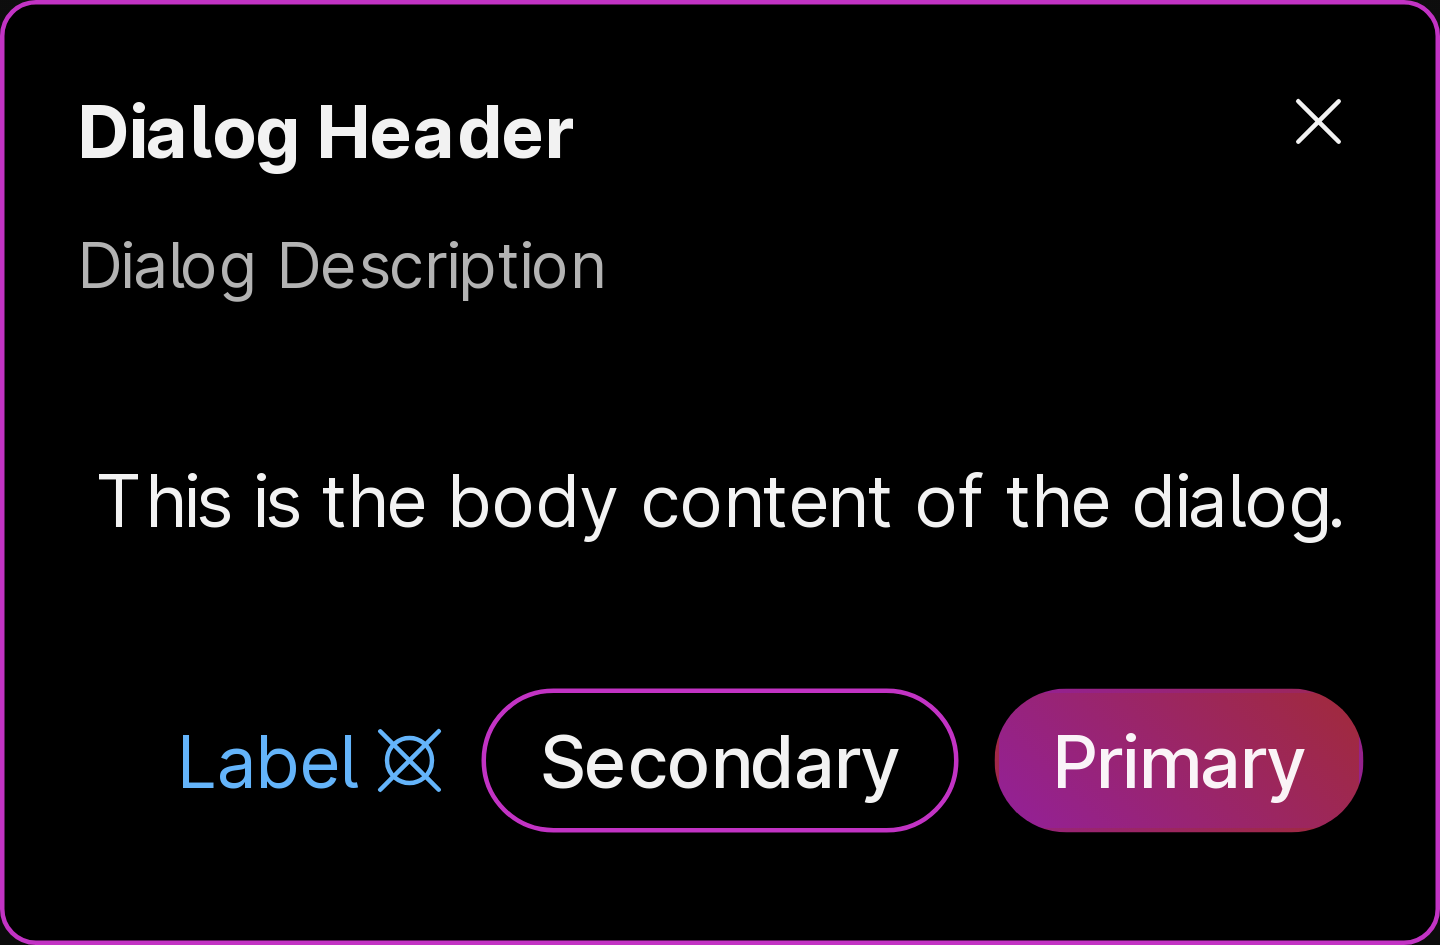 Dialog Header
Dialog Description
This is the body content of the dialog.
Label
Secondary
Primary